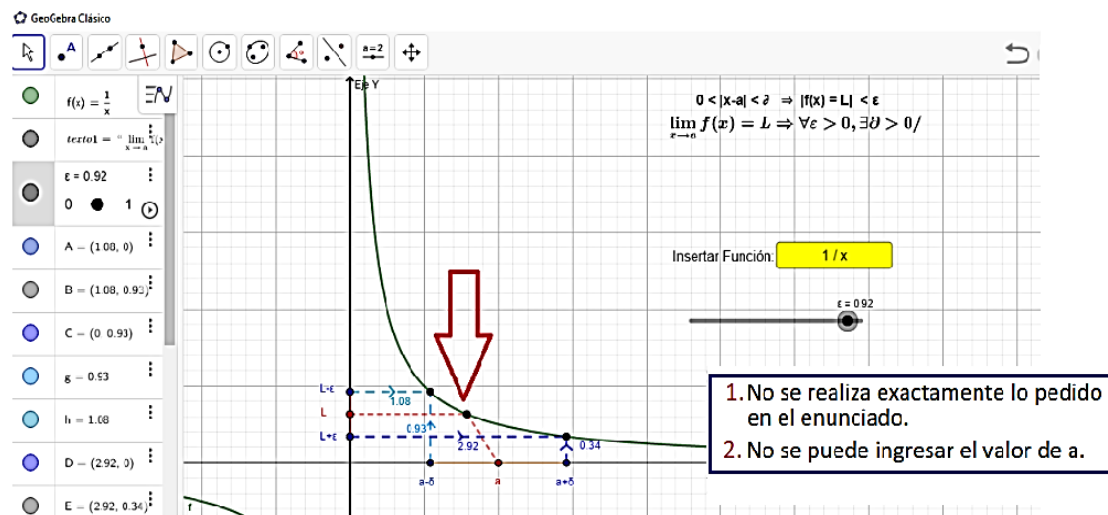 GeoGebra Clásico
A
a=2
f(x) = 1/x
texto1 = " lim x→a f(x
ε = 0.92
0 1
A = (1.08, 0)
B = (1.08, 0.93)
C = (0 0.93)
g = 0.93
h = 1.08
D = (2.92, 0)
E = (2.92, 0.34)
Eje Y
0 < |x-a| < ∂ ⇒ |f(x) = L| < ε
lim x→a f(x) = L ⇒ ∀ε > 0, ∃∂ > 0/
Insertar Función: 1 / x
ε = 0.92
L-ε
1.08
L
0.93
L+ε
2.92
0.34
a-δ
a
a+δ
f
1. No se realiza exactamente lo pedido
en el enunciado.
2. No se puede ingresar el valor de a.